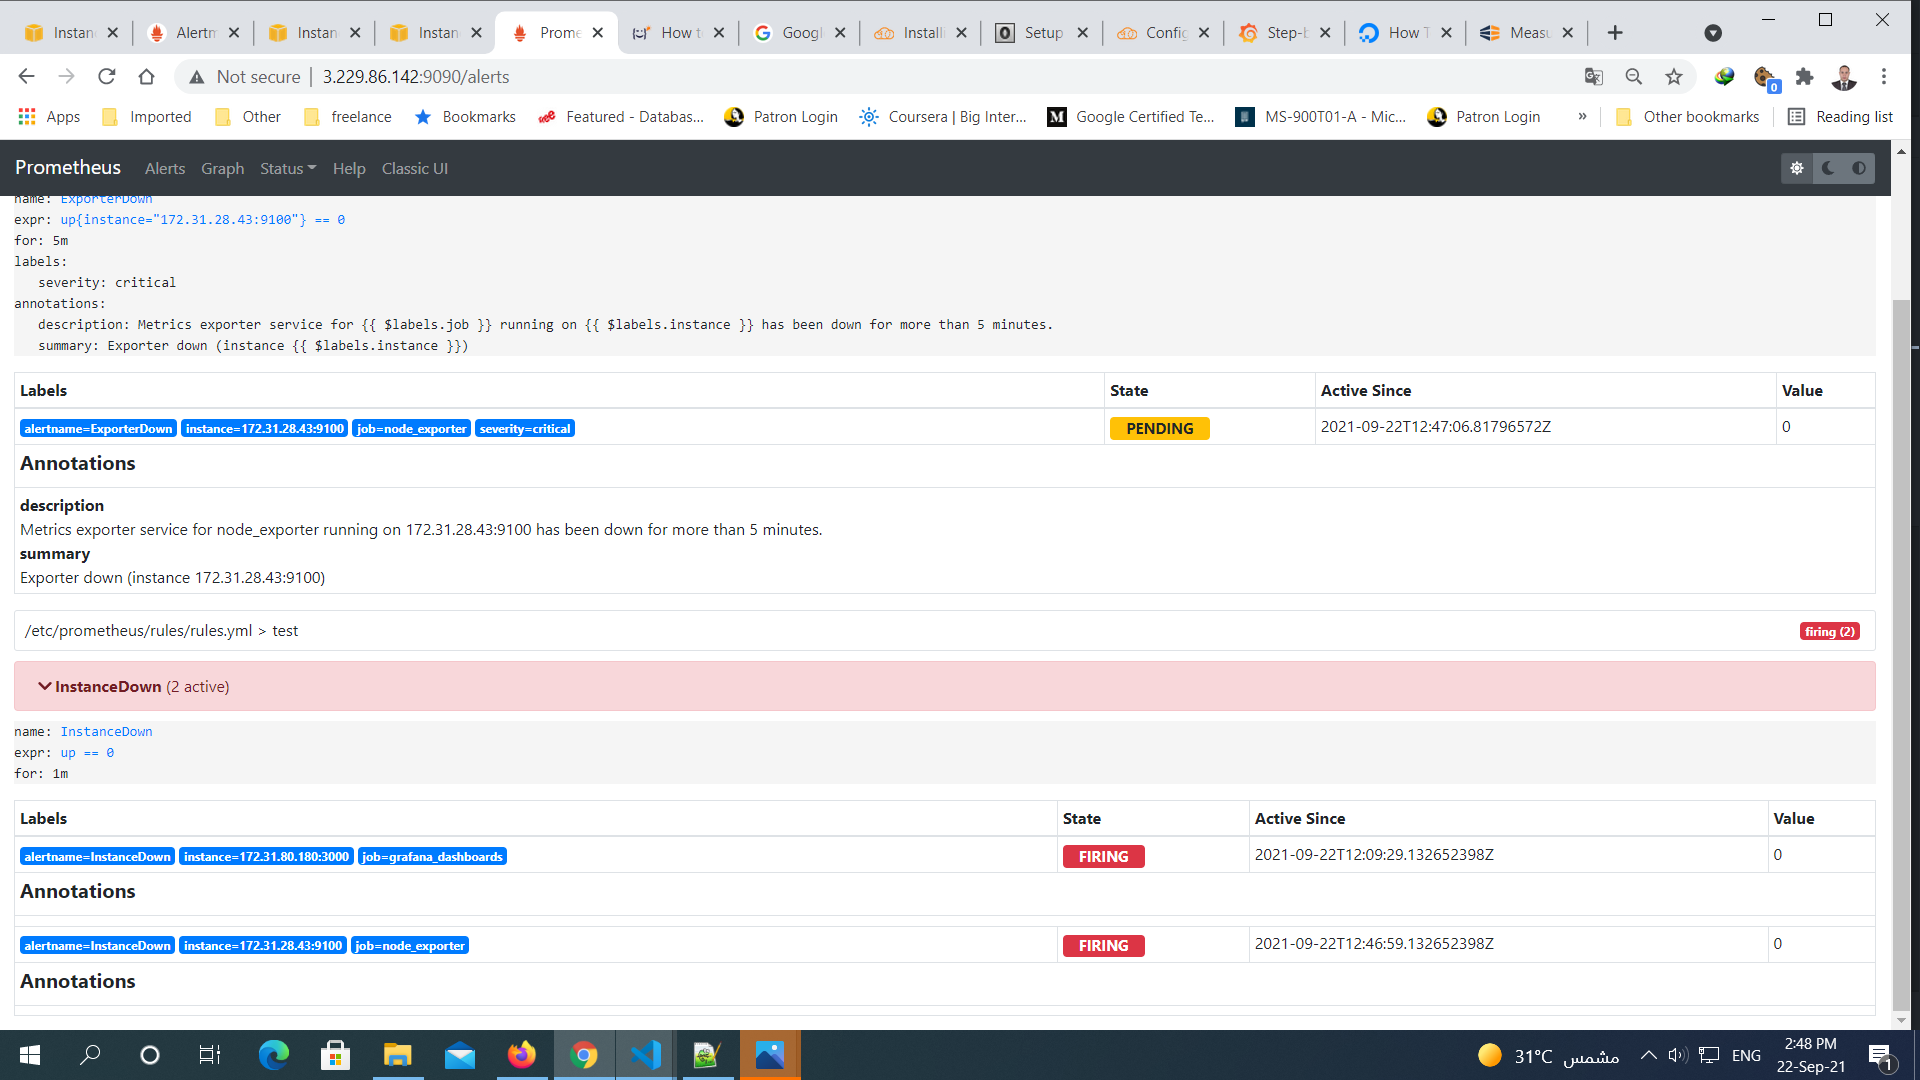 Instan
Alertm
Instan
Instan
Prome
How t
Googl
Installi
Setup
Config
Step-b
How T
Measu
Not secure | 3.229.86.142:9090/alerts
0
Apps Imported Other freelance Bookmarks Featured - Databas... Patron Login Coursera | Big Inter... Google Certified Te... MS-900T01-A - Mic... Patron Login » Other bookmarks Reading list
Prometheus Alerts Graph Status Help Classic UI
name: ExporterDown
expr: up{instance="172.31.28.43:9100"} == 0
for: 5m
labels:
severity: critical
annotations:
description: Metrics exporter service for {{ $labels.job }} running on {{ $labels.instance }} has been down for more than 5 minutes.
summary: Exporter down (instance {{ $labels.instance }})
Labels State Active Since Value
alertname=ExporterDown instance=172.31.28.43:9100 job=node_exporter severity=critical PENDING 2021-09-22T12:47:06.81796572Z 0
Annotations
description
Metrics exporter service for node_exporter running on 172.31.28.43:9100 has been down for more than 5 minutes.
summary
Exporter down (instance 172.31.28.43:9100)
/etc/prometheus/rules/rules.yml > test firing (2)
InstanceDown (2 active)
name: InstanceDown
expr: up == 0
for: 1m
Labels State Active Since Value
alertname=InstanceDown instance=172.31.80.180:3000 job=grafana_dashboards FIRING 2021-09-22T12:09:29.132652398Z 0
Annotations
alertname=InstanceDown instance=172.31.28.43:9100 job=node_exporter FIRING 2021-09-22T12:46:59.132652398Z 0
Annotations
31°C مشمس
ENG
2:48 PM
22-Sep-21
1